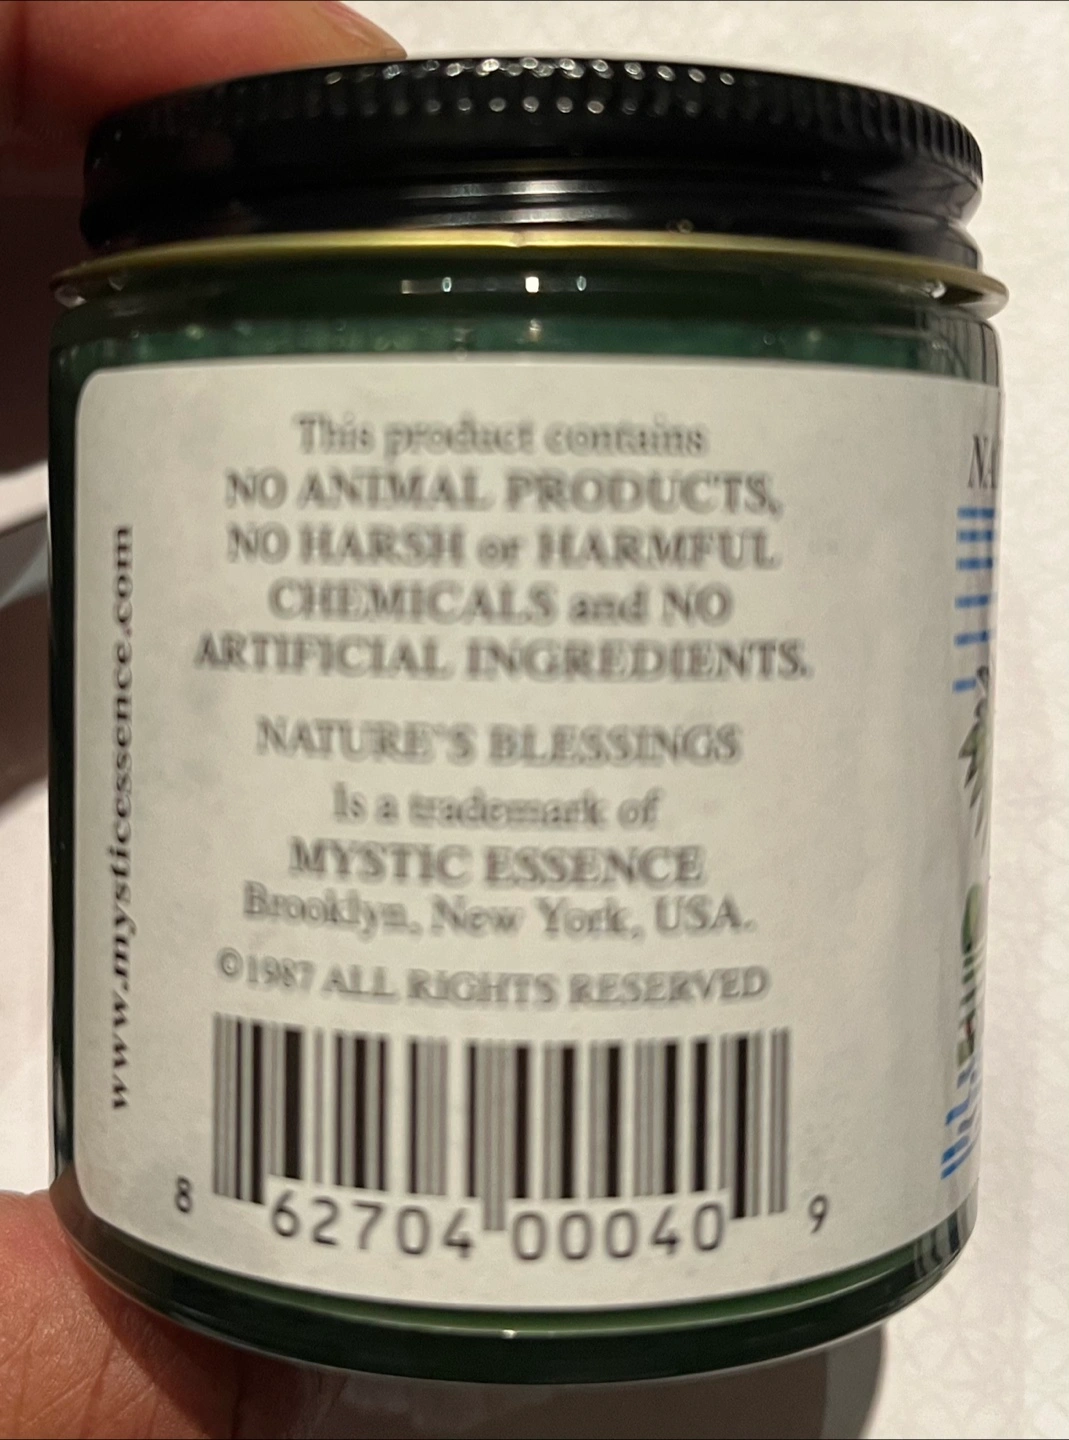 This product contains
NO ANIMAL PRODUCTS,
NO HARSH or HARMFUL
CHEMICALS and NO
ARTIFICIAL INGREDIENTS.
NATURE'S BLESSINGS
Is a trademark of
MYSTIC ESSENCE
Brooklyn, New York, USA.
©1987 ALL RIGHTS RESERVED
8 62704 00040 9
www.mysticessence.com